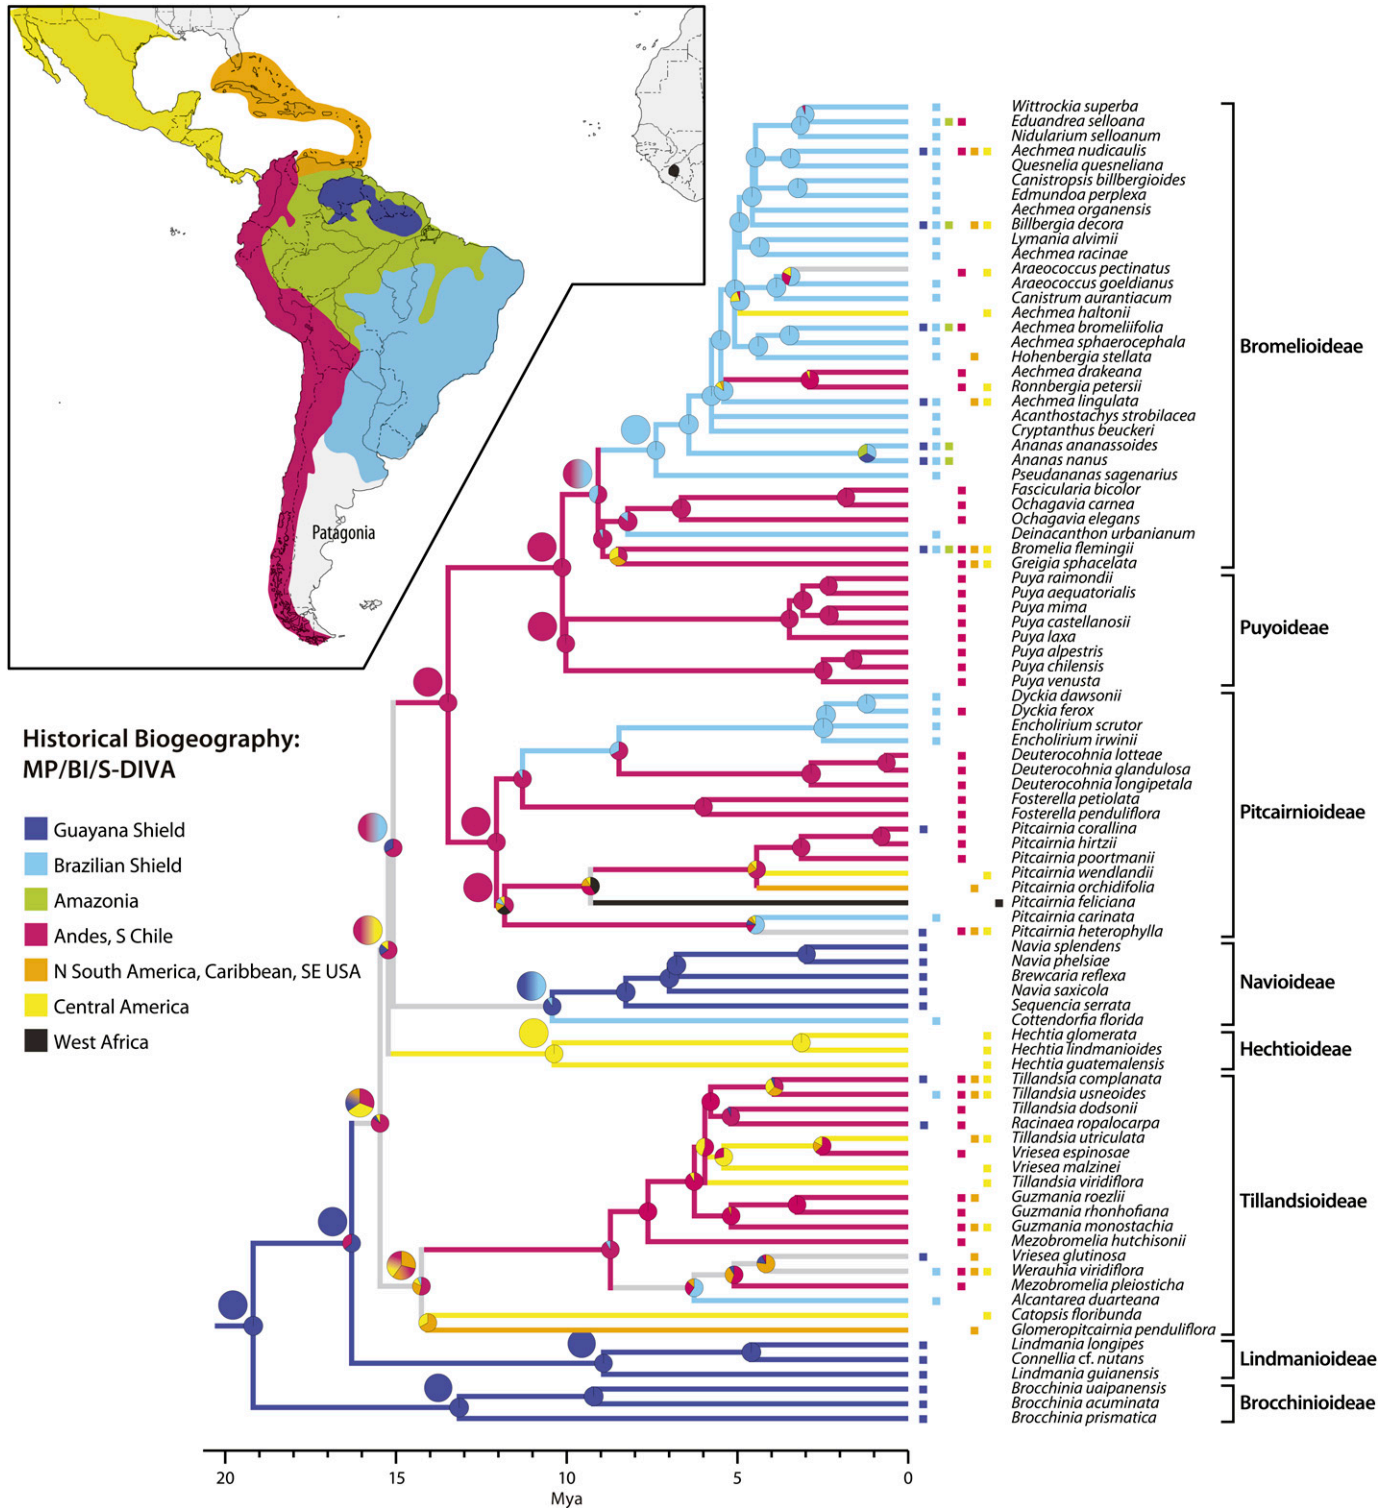 Patagonia
Historical Biogeography:
MP/BI/S-DIVA
Guayana Shield
Brazilian Shield
Amazonia
Andes, S Chile
N South America, Caribbean, SE USA
Central America
West Africa
Wittrockia superba
Eduandrea selloana
Nidularium selloanum
Aechmea nudicaulis
Quesnelia quesneliana
Canistropsis billbergioides
Edmundoa perplexa
Aechmea organensis
Billbergia decora
Lymania alvimii
Aechmea racinae
Araeococcus pectinatus
Araeococcus goeldianus
Canistrum aurantiacum
Aechmea haltonii
Aechmea bromeliifolia
Aechmea sphaerocephala
Hohenbergia stellata
Aechmea drakeana
Ronnbergia petersii
Aechmea lingulata
Acanthostachys strobilacea
Cryptanthus beuckeri
Ananas ananassoides
Ananas nanus
Pseudananas sagenarius
Fascicularia bicolor
Ochagavia carnea
Ochagavia elegans
Deinacanthon urbanianum
Bromelia flemingii
Greigia sphacelata
Bromelioideae
Puya raimondii
Puya aequatorialis
Puya mima
Puya castellanosii
Puya laxa
Puya alpestris
Puya chilensis
Puya venusta
Puyoideae
Dyckia dawsonii
Dyckia ferox
Encholirium scrutor
Encholirium irwinii
Deuterocohnia lotteae
Deuterocohnia glandulosa
Deuterocohnia longipetala
Fosterella petiolata
Fosterella penduliflora
Pitcairnia corallina
Pitcairnia hirtzii
Pitcairnia poortmanii
Pitcairnia wendlandii
Pitcairnia orchidifolia
Pitcairnia feliciana
Pitcairnia carinata
Pitcairnia heterophylla
Pitcairnioideae
Navia splendens
Navia phelsiae
Brewcaria reflexa
Navia saxicola
Sequencia serrata
Cottendorfia florida
Navioideae
Hechtia glomerata
Hechtia lindmanioides
Hechtia guatemalensis
Hechtioideae
Tillandsia complanata
Tillandsia usneoides
Tillandsia dodsonii
Racinaea ropalocarpa
Tillandsia utriculata
Vriesea espinosae
Vriesea malzinei
Tillandsia viridiflora
Guzmania roezlii
Guzmania rhonhofiana
Guzmania monostachia
Mezobromelia hutchisonii
Vriesea glutinosa
Werauhia viridiflora
Mezobromelia pleiosticha
Alcantarea duarteana
Catopsis floribunda
Glomeropitcairnia penduliflora
Tillandsioideae
Lindmania longipes
Connellia cf. nutans
Lindmania guianensis
Lindmanioideae
Brocchinia uaipanensis
Brocchinia acuminata
Brocchinia prismatica
Brocchinioideae
20 15 10 5 0
Mya